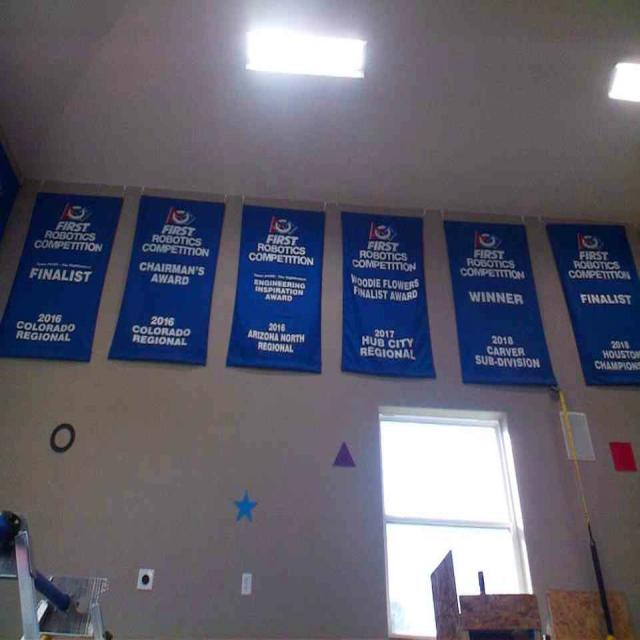 FIRST
ROBOTICS
COMPETITION
FINALIST
2016
COLORADO
REGIONAL
FIRST
ROBOTICS
COMPETITION
CHAIRMAN'S
AWARD
2016
COLORADO
REGIONAL
FIRST
ROBOTICS
COMPETITION
ENGINEERING
INSPIRATION
AWARD
2016
ARIZONA NORTH
REGIONAL
FIRST
ROBOTICS
COMPETITION
WOODIE FLOWERS
FINALIST AWARD
2017
HUB CITY
REGIONAL
FIRST
ROBOTICS
COMPETITION
WINNER
2018
CARVER
SUB-DIVISION
FIRST
ROBOTICS
COMPETITION
FINALIST
2018
HOUSTON
CHAMPIONS